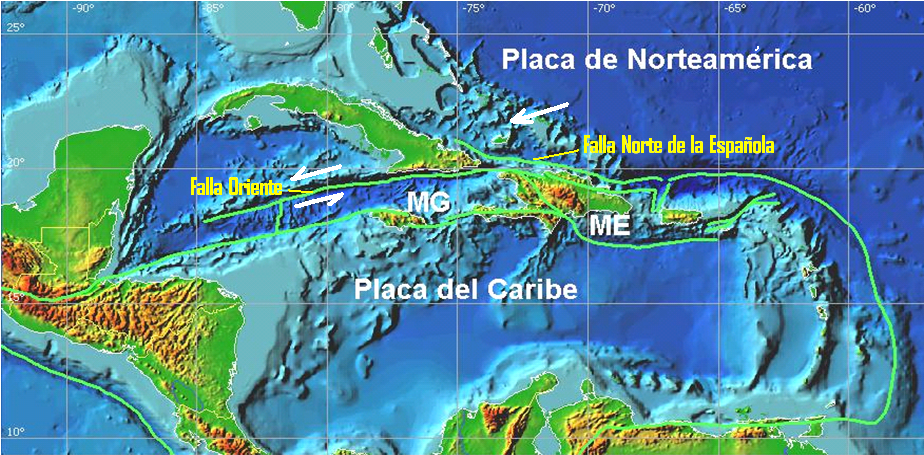 -90° -85° -80° -75° -70° -65° -60°
25°
Placa de Norteamérica
Falla Norte de la Española
20°
Falla Oriente
MG
ME
Placa del Caribe
15°
10°